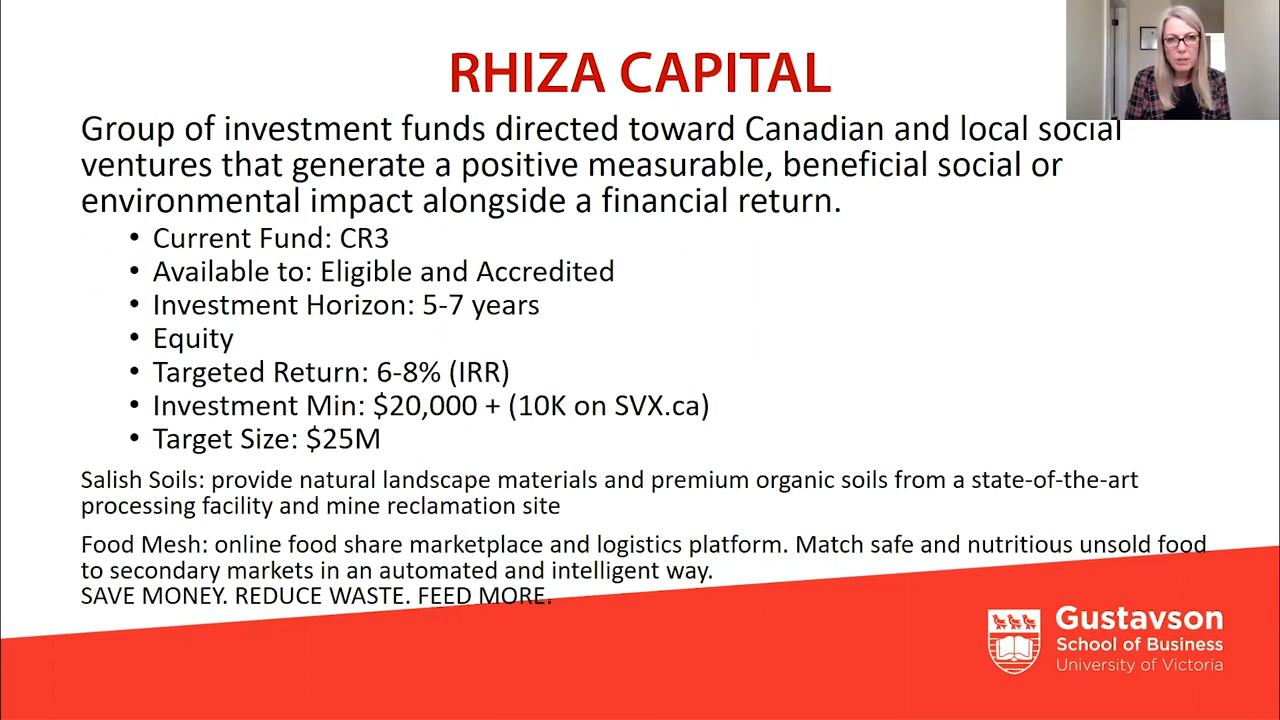 RHIZA CAPITAL
Group of investment funds directed toward Canadian and local social
ventures that generate a positive measurable, beneficial social or
environmental impact alongside a financial return.
• Current Fund: CR3
• Available to: Eligible and Accredited
• Investment Horizon: 5-7 years
• Equity
• Targeted Return: 6-8% (IRR)
• Investment Min: $20,000 + (10K on SVX.ca)
• Target Size: $25M
Salish Soils: provide natural landscape materials and premium organic soils from a state-of-the-art
processing facility and mine reclamation site
Food Mesh: online food share marketplace and logistics platform. Match safe and nutritious unsold food
to secondary markets in an automated and intelligent way.
SAVE MONEY. REDUCE WASTE. FEED MORE.
Gustavson
School of Business
University of Victoria